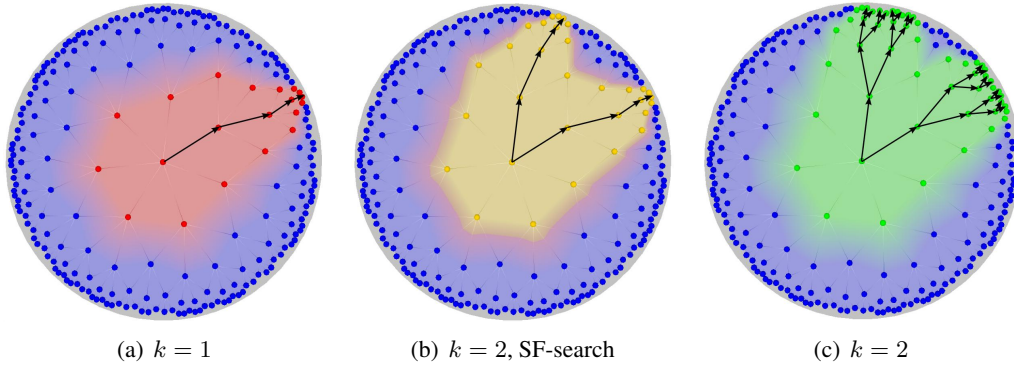 (a) k = 1
(b) k = 2, SF-search
(c) k = 2